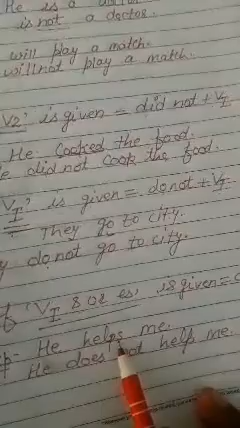 He is a
is not a doctor.
will play a match.
will not play a match.
V2' is given = did not + V1
He Cooked the food.
did not Cook the food.
V1' is given = do not + V1
They go to city.
do not go to city.
V1 s or es' is given =
He helps me.
He does not help me.